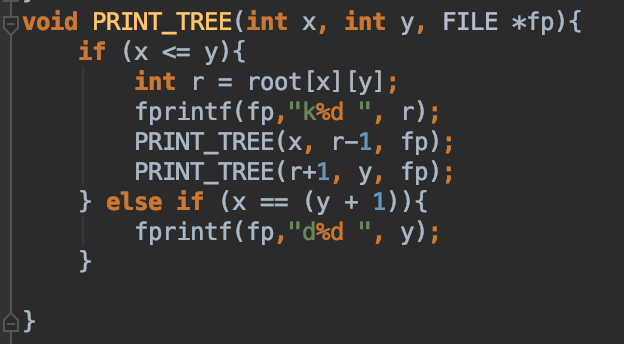 void PRINT_TREE(int x, int y, FILE *fp){
    if (x <= y){
        int r = root[x][y];
        fprintf(fp,"k%d ", r);
        PRINT_TREE(x, r-1, fp);
        PRINT_TREE(r+1, y, fp);
    } else if (x == (y + 1)){
        fprintf(fp,"d%d ", y);
    }
}